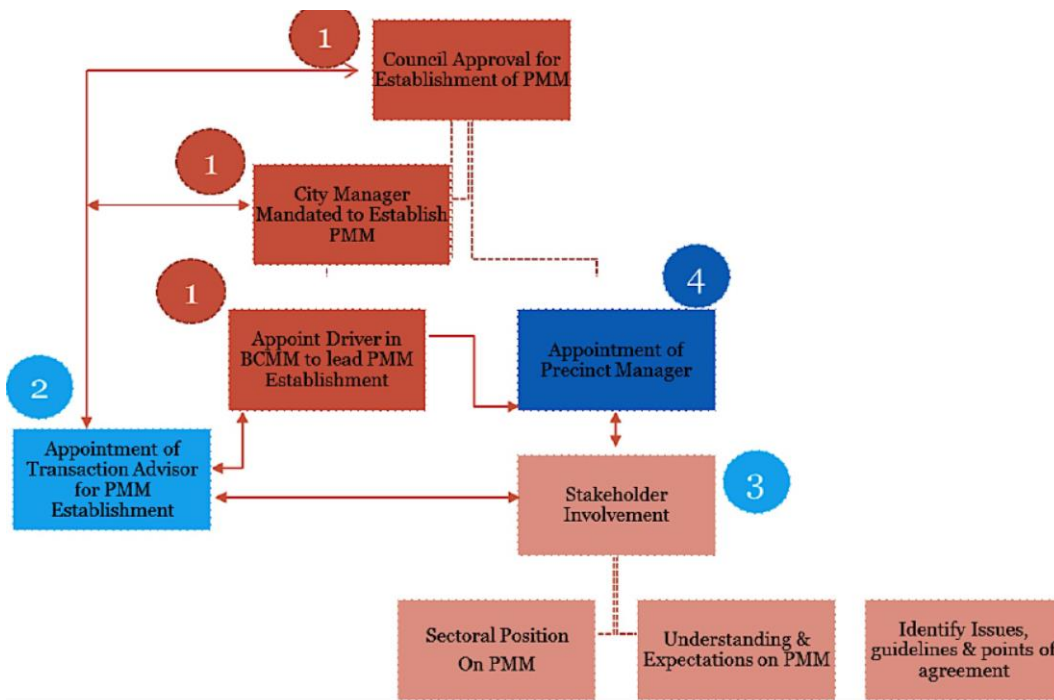 1
Council Approval for
Establishment of PMM
1
City Manager
Mandated to Establish
PMM
1
Appoint Driver in
BCMM to lead PMM
Establishment
4
Appointment of
Precinct Manager
2
Appointment of
Transaction Advisor
for PMM
Establishment
3
Stakeholder
Involvement
Sectoral Position
On PMM
Understanding &
Expectations on PMM
Identify Issues,
guidelines & points of
agreement